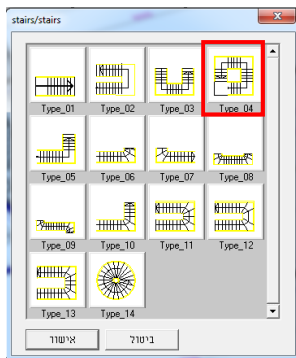 stairs/stairs
Type_01 Type_02 Type_03 Type_04
Type_05 Type_06 Type_07 Type_08
Type_09 Type_10 Type_11 Type_12
Type_13 Type_14
אישור ביטול